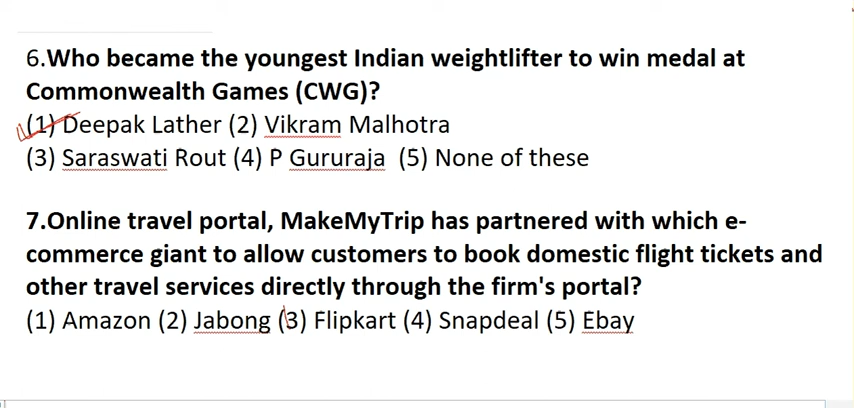 6.Who became the youngest Indian weightlifter to win medal at
Commonwealth Games (CWG)?
(1) Deepak Lather (2) Vikram Malhotra
(3) Saraswati Rout (4) P Gururaja (5) None of these
7.Online travel portal, MakeMyTrip has partnered with which e-
commerce giant to allow customers to book domestic flight tickets and
other travel services directly through the firm's portal?
(1) Amazon (2) Jabong (3) Flipkart (4) Snapdeal (5) Ebay